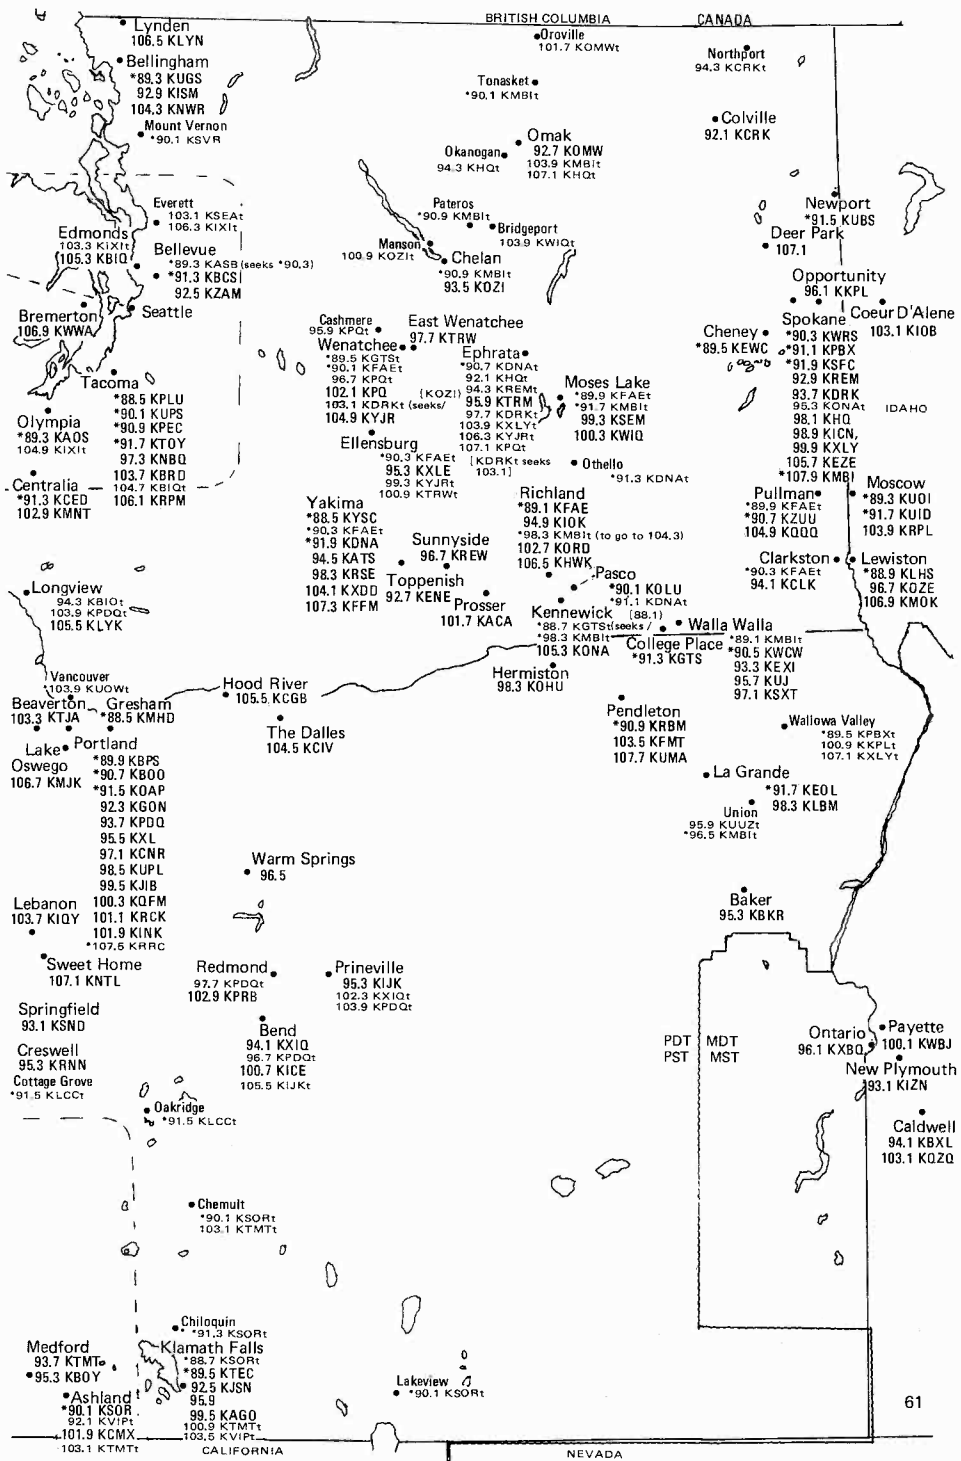 BRITISH COLUMBIA CANADA
Lynden
106.5 KLYN
Bellingham
*89.3 KUGS
92.9 KISM
104.3 KNWR
Mount Vernon
*90.1 KSVR
Oroville
101.7 KOMWt
Tonasket
*90.1 KMBIt
Northport
94.3 KCRKt
Colville
92.1 KCRK
Omak
92.7 KOMW
103.9 KMBIt
107.1 KHQt
Okanogan
94.3 KHQt
Everett
103.1 KSEAt
106.3 KIXIt
Edmonds
103.3 KIXIt
105.3 KBIQ
Bellevue
*89.3 KASB (seeks *90.3)
*91.3 KBCS
92.5 KZAM
Pateros
*90.9 KMBIt
Bridgeport
103.9 KWIQt
Manson
100.9 KOZIt
Chelan
*90.9 KMBIt
93.5 KOZI
Newport
*91.5 KUBS
Deer Park
107.1
Opportunity
96.1 KKPL
Bremerton
106.9 KWWA
Seattle
Cashmere
95.9 KPQt
East Wenatchee
97.7 KTRW
Wenatchee
*89.5 KGTSt
*90.1 KFAEt
96.7 KPQt
102.1 KPQ [KOZI]
103.1 KDRKt (seeks/
104.9 KYJR
Ephrata
*90.7 KDNAt
92.1 KHQt
94.3 KREMt
95.9 KTRM
97.7 KDRKt
103.9 KXLYt
106.3 KYJRt
107.1 KPQt
[KDRKt seeks
103.1]
Moses Lake
*89.9 KFAEt
*91.7 KMBIt
99.3 KSEM
100.3 KWIQ
Cheney
*89.5 KEWC
Spokane
*90.3 KWRS
*91.1 KPBX
*91.9 KSFC
92.9 KREM
93.7 KDRK
95.3 KONAt
98.1 KHQ
98.9 KICN,
99.9 KXLY
105.7 KEZE
*107.9 KMBI
Coeur D'Alene
103.1 KIOB
IDAHO
Tacoma
*88.5 KPLU
*90.1 KUPS
*90.9 KPEC
*91.7 KTOY
97.3 KNBQ
103.7 KBRD
104.7 KBIQt
106.1 KRPM
Olympia
*89.3 KAOS
104.9 KIXIt
Centralia
*91.3 KCED
102.9 KMNT
Ellensburg
*90.3 KFAEt
95.3 KXLE
99.3 KYJRt
100.9 KTRWt
Othello
*91.3 KDNAt
Yakima
*88.5 KYSC
*90.3 KFAEt
*91.9 KDNA
94.5 KATS
98.3 KRSE
104.1 KXDD
107.3 KFFM
Sunnyside
96.7 KREW
Toppenish
92.7 KENE
Prosser
101.7 KACA
Richland
*89.1 KFAE
94.9 KIOK
*98.3 KMBIt (to go to 104.3)
102.7 KORD
106.5 KHWK
Pasco
*90.1 KOLU
*91.1 KDNAt
Kennewick (88.1)
*88.7 KGTSt(seeks /
*98.3 KMBIt
105.3 KONA
Pullman
*89.9 KFAEt
*90.7 KZUU
104.9 KQQQ
Moscow
*89.3 KUOI
*91.7 KUID
103.9 KRPL
Clarkston
*90.3 KFAEt
94.1 KCLK
Lewiston
*88.9 KLHS
96.7 KOZE
106.9 KMOK
Longview
94.3 KBIQt
103.9 KPDQt
105.5 KLYK
Walla Walla
*89.1 KMBIt
*90.5 KWCW
93.3 KEXI
95.7 KUJ
97.1 KSXT
College Place
*91.3 KGTS
Hermiston
98.3 KOHU
Vancouver
*103.9 KUOWt
Beaverton
103.3 KTJA
Gresham
*88.5 KMHD
Hood River
105.5 KCGB
The Dalles
104.5 KCIV
Pendleton
*90.9 KRBM
103.5 KFMT
107.7 KUMA
Wallowa Valley
*89.5 KPBXt
100.9 KKPLt
107.1 KXLYt
Lake
Oswego
106.7 KMJK
Portland
*89.9 KBPS
*90.7 KBOO
*91.5 KOAP
92.3 KGON
93.7 KPDQ
95.5 KXL
97.1 KCNR
98.5 KUPL
99.5 KJIB
100.3 KQFM
101.1 KRCK
101.9 KINK
*107.5 KRRC
La Grande
*91.7 KEOL
98.3 KLBM
Union
95.9 KUUZt
*96.5 KMBIt
Warm Springs
96.5
Lebanon
103.7 KIQY
Baker
95.3 KBKR
Sweet Home
107.1 KNTL
Redmond
97.7 KPDQt
102.9 KPRB
Prineville
95.3 KIJK
102.3 KXIQt
103.9 KPDQt
Springfield
93.1 KSND
Bend
94.1 KXIQ
96.7 KPDQt
100.7 KICE
105.5 KIJKt
Creswell
95.3 KRNN
Cottage Grove
*91.5 KLCCt
Oakridge
*91.5 KLCCt
PDT MDT
PST MST
Ontario
96.1 KXBQ
Payette
100.1 KWBJ
New Plymouth
93.1 KIZN
Caldwell
94.1 KBXL
103.1 KQZQ
Chemult
*90.1 KSORt
103.1 KTMTt
Chiloquin
*91.3 KSORt
Medford
93.7 KTMT
95.3 KBOY
Klamath Falls
*88.7 KSORt
*89.5 KTEC
92.5 KJSN
95.9
99.5 KAGO
100.9 KTMTt
103.5 KVIPt
Lakeview
*90.1 KSORt
Ashland
*90.1 KSOR
92.1 KVIPt
101.9 KCMX
103.1 KTMTt
61
CALIFORNIA NEVADA